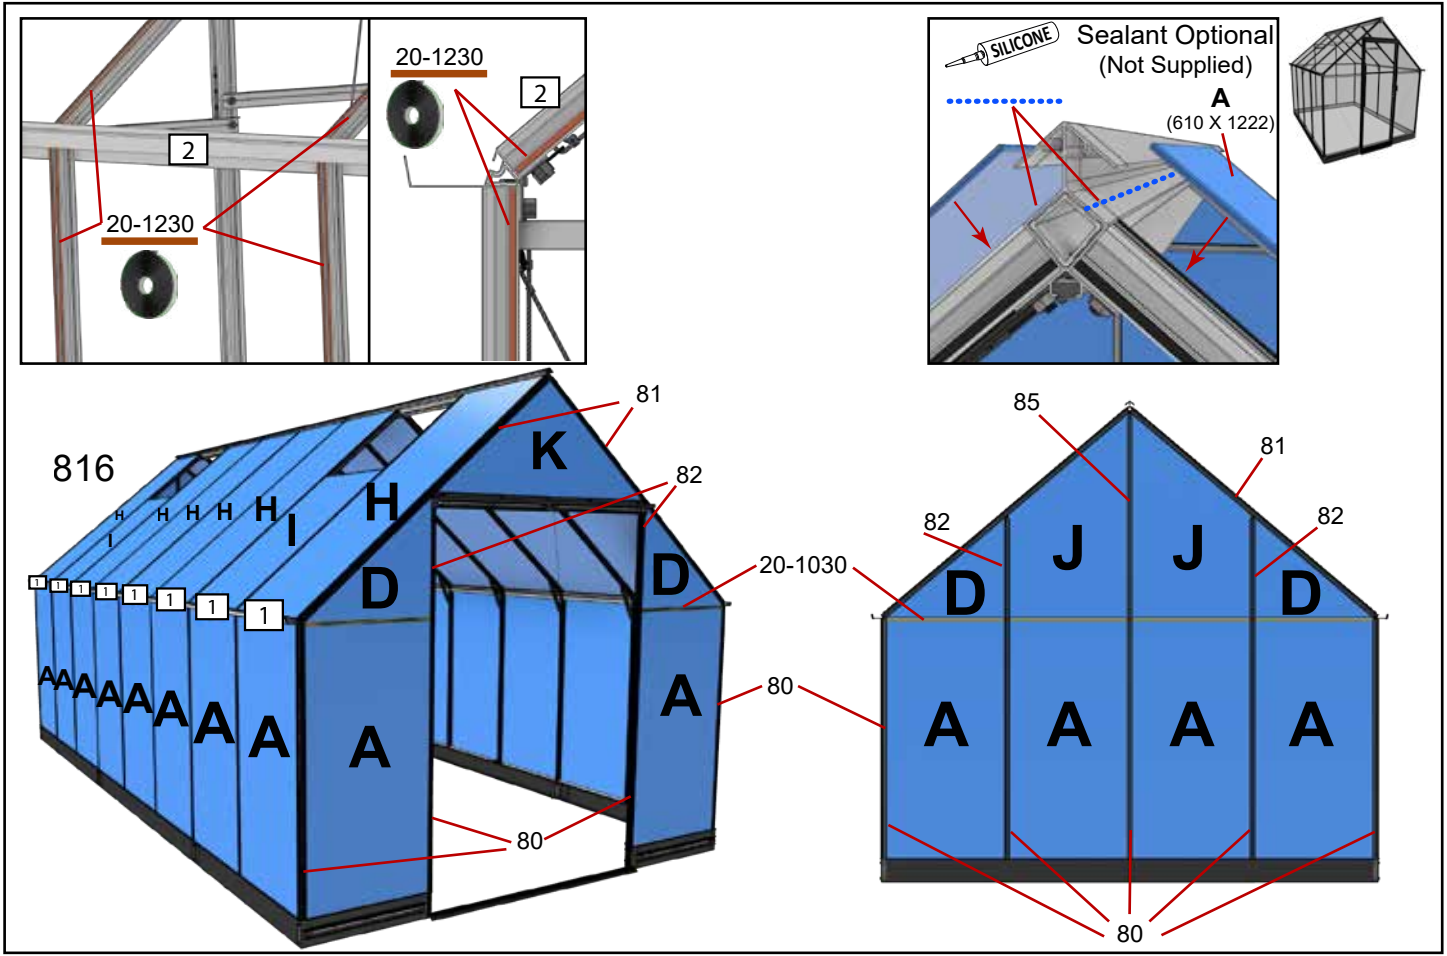 20-1230
2
20-1230
2
SILICONE
Sealant Optional
(Not Supplied)
A
(610 X 1222)
816
81
K
82
H
H
H
H
H
H
I
I
D
D
20-1030
1
1
1
1
1
1
1
1
A
A
A
A
A
A
A
A
A
A
80
80
85
81
82
82
J
J
D
D
A
A
A
A
80